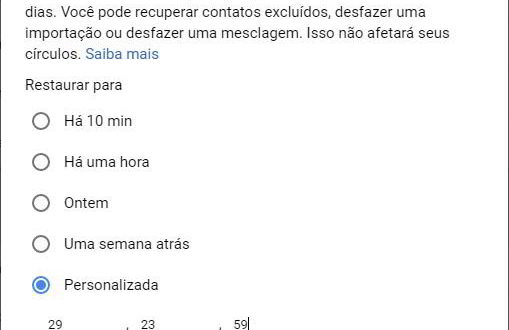 dias. Você pode recuperar contatos excluídos, desfazer uma
importação ou desfazer uma mesclagem. Isso não afetará seus
círculos. Saiba mais
Restaurar para
Há 10 min
Há uma hora
Ontem
Uma semana atrás
Personalizada
29 , 23 , 59